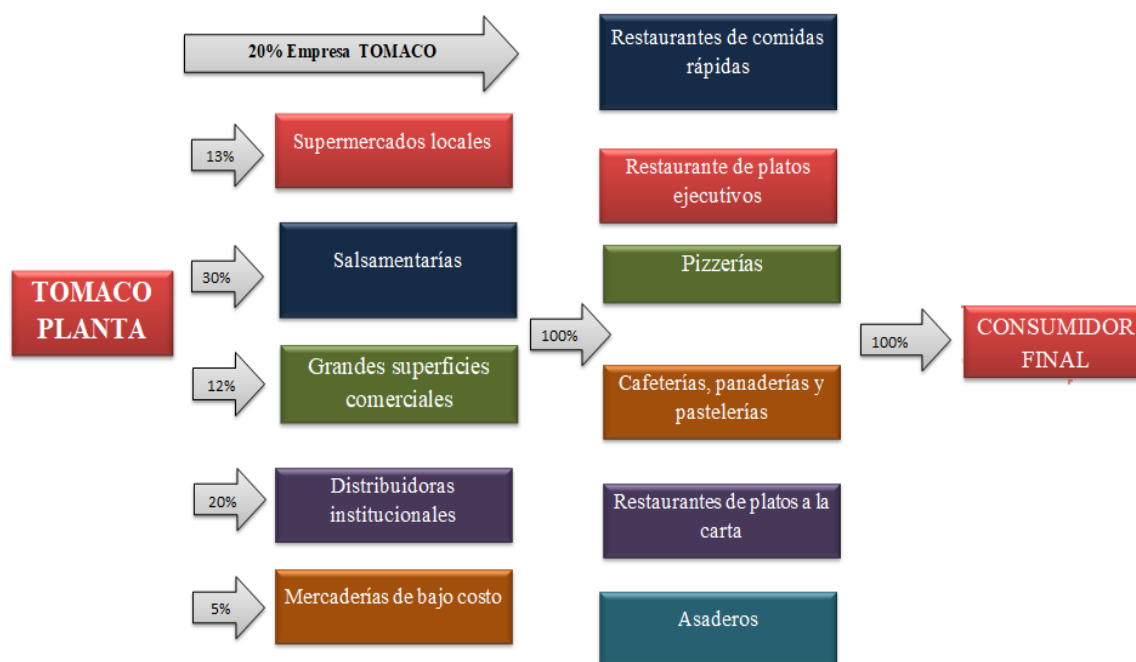 20% Empresa TOMACO
Restaurantes de comidas
rápidas
13%
Supermercados locales
Restaurante de platos
ejecutivos
30%
Salsamentarías
Pizzerías
TOMACO
PLANTA
100%
100%
CONSUMIDOR
FINAL
12%
Grandes superficies
comerciales
Cafeterías, panaderías y
pastelerías
20%
Distribuidoras
institucionales
Restaurantes de platos a la
carta
5%
Mercaderías de bajo costo
Asaderos